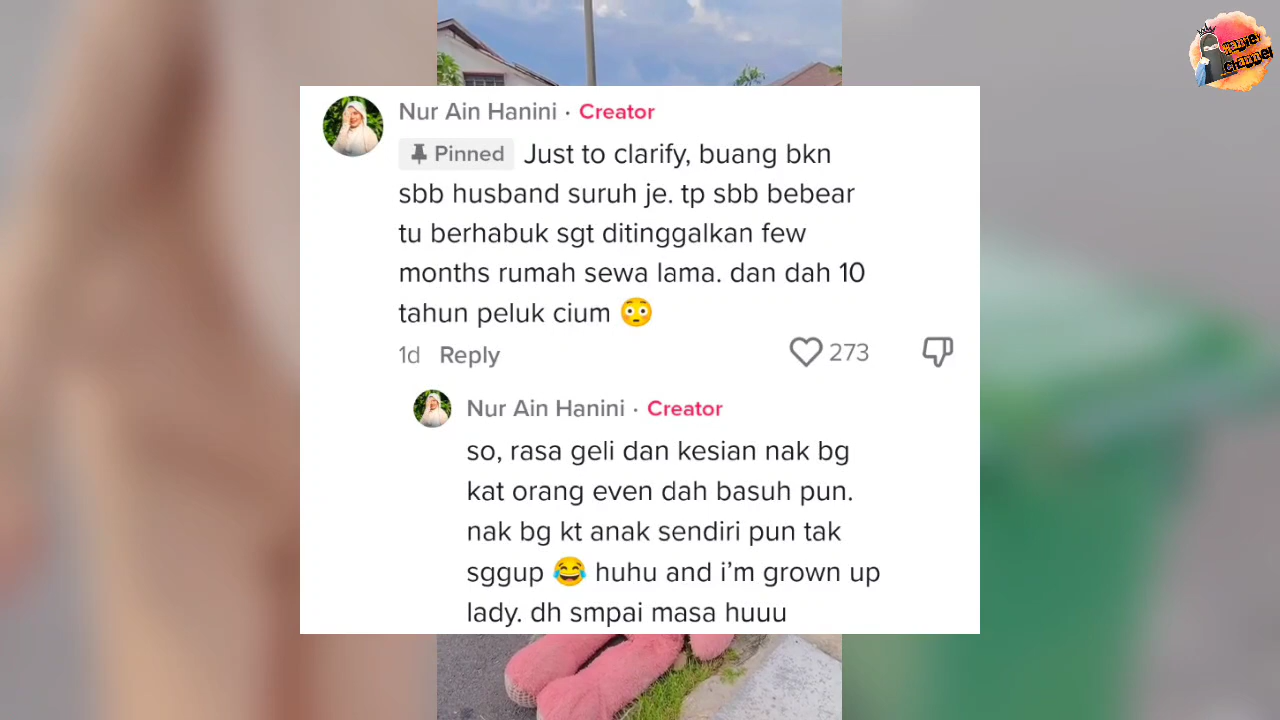 Nur Ain Hanini · Creator
Pinned Just to clarify, buang bkn
sbb husband suruh je. tp sbb bebear
tu berhabuk sgt ditinggalkan few
months rumah sewa lama. dan dah 10
tahun peluk cium 😳
1d Reply 273
Nur Ain Hanini · Creator
so, rasa geli dan kesian nak bg
kat orang even dah basuh pun.
nak bg kt anak sendiri pun tak
sggup 😂 huhu and i'm grown up
lady. dh smpai masa huuu
Channel